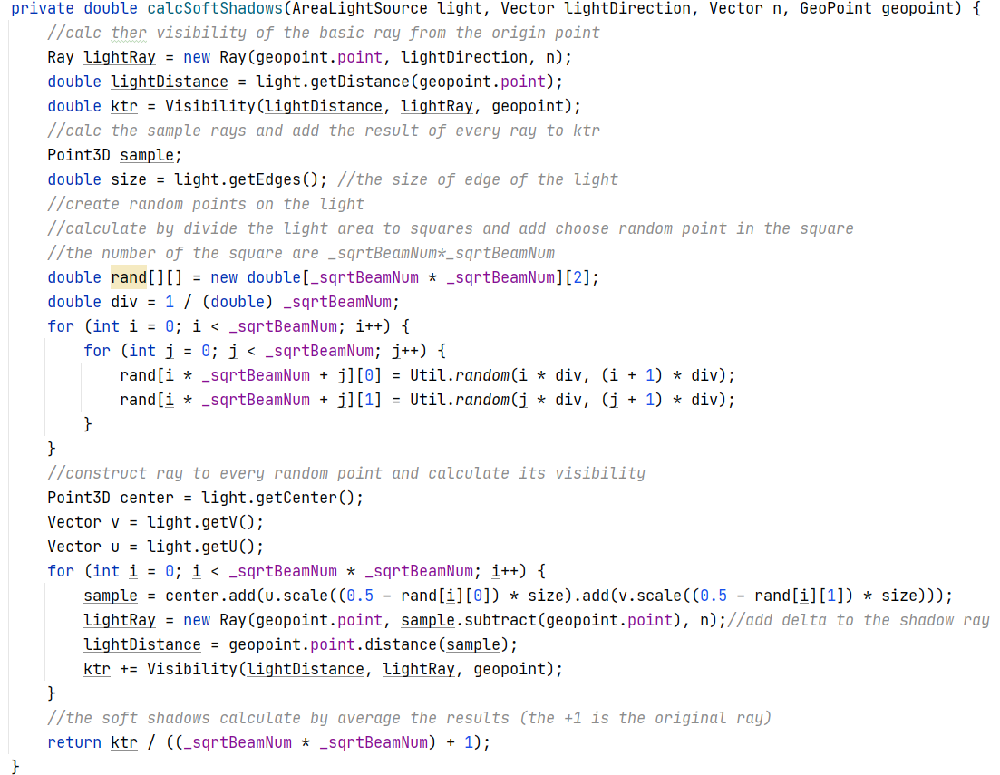 private double calcSoftShadows(AreaLightSource light, Vector lightDirection, Vector n, GeoPoint geopoint) {
    //calc ther visibility of the basic ray from the origin point
    Ray lightRay = new Ray(geopoint.point, lightDirection, n);
    double lightDistance = light.getDistance(geopoint.point);
    double ktr = Visibility(lightDistance, lightRay, geopoint);
    //calc the sample rays and add the result of every ray to ktr
    Point3D sample;
    double size = light.getEdges(); //the size of edge of the light
    //create random points on the light
    //calculate by divide the light area to squares and add choose random point in the square
    //the number of the square are _sqrtBeamNum*_sqrtBeamNum
    double rand[][] = new double[_sqrtBeamNum * _sqrtBeamNum][2];
    double div = 1 / (double) _sqrtBeamNum;
    for (int i = 0; i < _sqrtBeamNum; i++) {
        for (int j = 0; j < _sqrtBeamNum; j++) {
            rand[i * _sqrtBeamNum + j][0] = Util.random(i * div, (i + 1) * div);
            rand[i * _sqrtBeamNum + j][1] = Util.random(j * div, (j + 1) * div);
        }
    }
    //construct ray to every random point and calculate its visibility
    Point3D center = light.getCenter();
    Vector v = light.getV();
    Vector u = light.getU();
    for (int i = 0; i < _sqrtBeamNum * _sqrtBeamNum; i++) {
        sample = center.add(u.scale((0.5 - rand[i][0]) * size).add(v.scale((0.5 - rand[i][1]) * size)));
        lightRay = new Ray(geopoint.point, sample.subtract(geopoint.point), n);//add delta to the shadow ray
        lightDistance = geopoint.point.distance(sample);
        ktr += Visibility(lightDistance, lightRay, geopoint);
    }
    //the soft shadows calculate by average the results (the +1 is the original ray)
    return ktr / ((_sqrtBeamNum * _sqrtBeamNum) + 1);
}